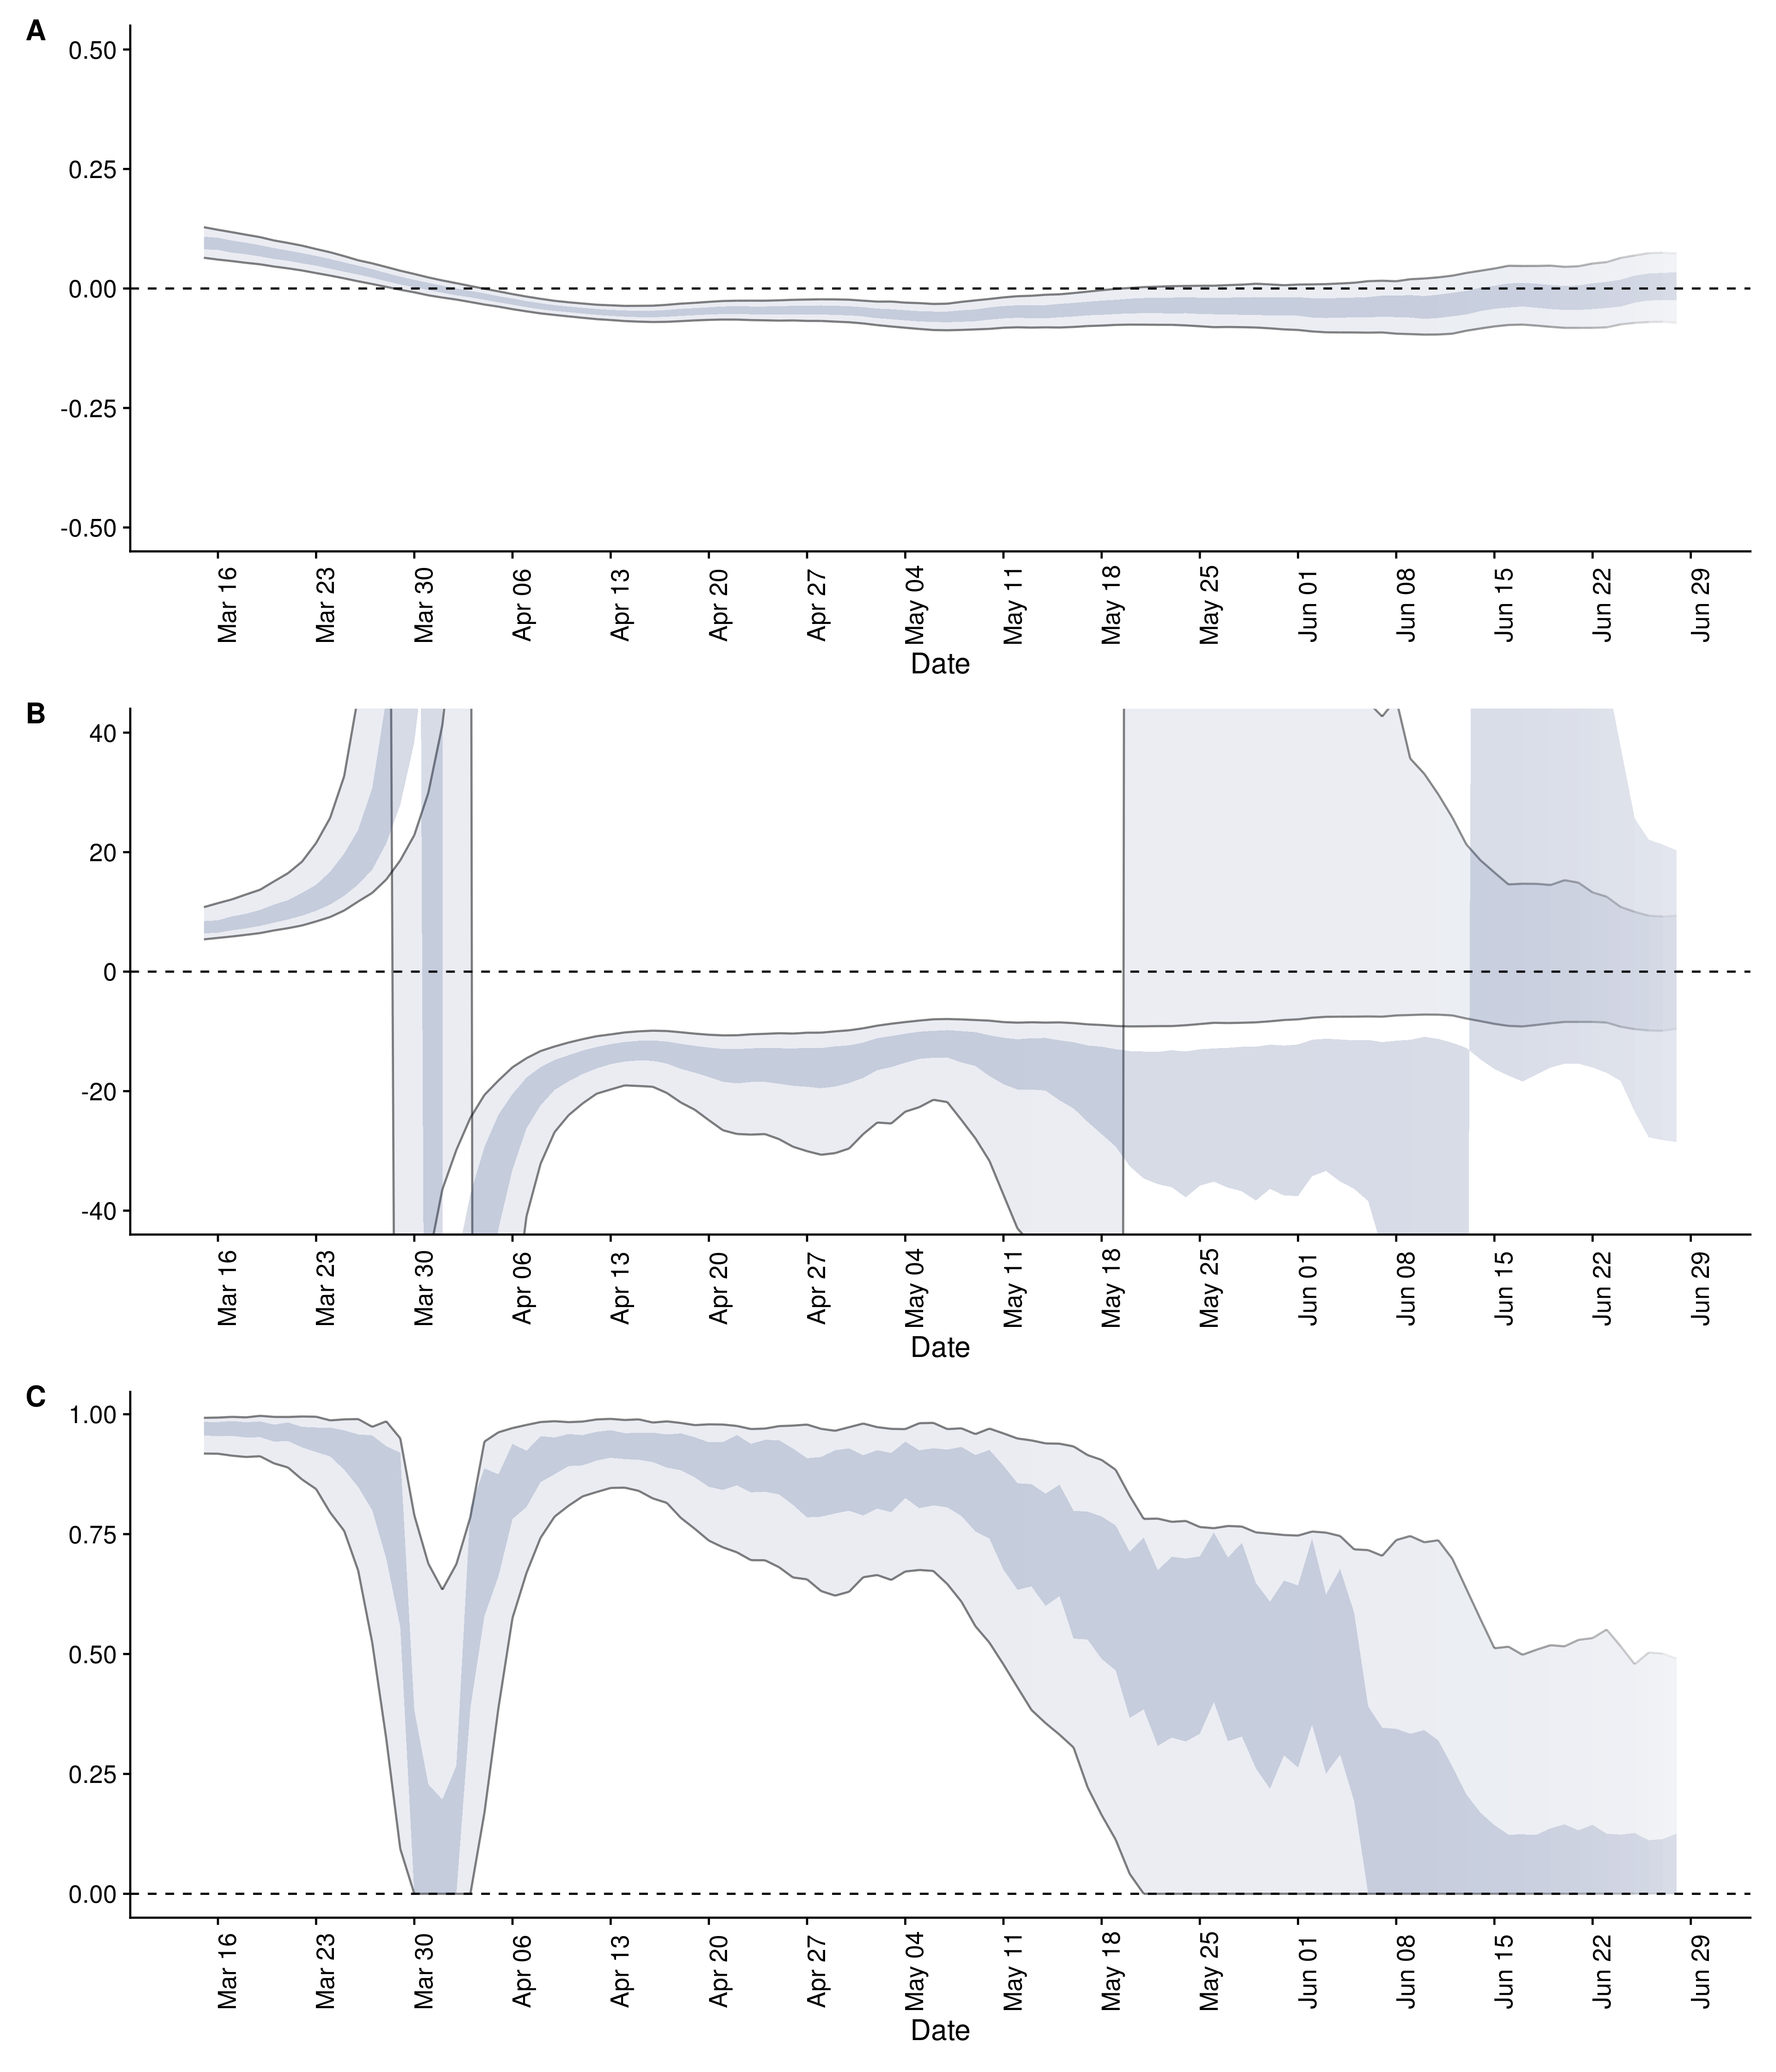 A
0.50
0.25
0.00
-0.25
-0.50
Mar 16
Mar 23
Mar 30
Apr 06
Apr 13
Apr 20
Apr 27
May 04
May 11
May 18
May 25
Jun 01
Jun 08
Jun 15
Jun 22
Jun 29
Date
B
40
20
0
-20
-40
Mar 16
Mar 23
Mar 30
Apr 06
Apr 13
Apr 20
Apr 27
May 04
May 11
May 18
May 25
Jun 01
Jun 08
Jun 15
Jun 22
Jun 29
Date
C
1.00
0.75
0.50
0.25
0.00
Mar 16
Mar 23
Mar 30
Apr 06
Apr 13
Apr 20
Apr 27
May 04
May 11
May 18
May 25
Jun 01
Jun 08
Jun 15
Jun 22
Jun 29
Date